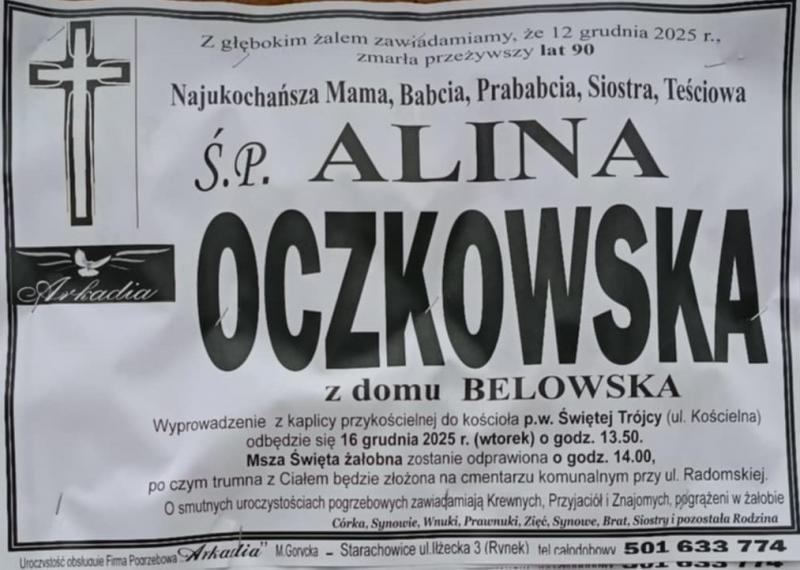 Z głębokim żalem zawiadamiamy, że 12 grudnia 2025 r.,
zmarła przeżywszy lat 90
Najukochańsza Mama, Babcia, Prababcia, Siostra, Teściowa
Ś.P. ALINA
OCZKOWSKA
Arkadia
z domu BELOWSKA
Wyprowadzenie z kaplicy przykościelnej do kościoła p.w. Świętej Trójcy (ul. Kościelna)
odbędzie się 16 grudnia 2025 r. (wtorek) o godz. 13.50.
Msza Święta żałobna zostanie odprawiona o godz. 14.00,
po czym trumna z Ciałem będzie złożona na cmentarzu komunalnym przy ul. Radomskiej.
O smutnych uroczystościach pogrzebowych zawiadamiają Krewnych, Przyjaciół i Znajomych, pogrążeni w żałobie
Córka, Synowie, Wnuki, Prawnuki, Zięć, Synowe, Brat, Siostry i pozostała Rodzina
Uroczystość obsługuje Firma Pogrzebowa "Arkadia" M.Gorycka - Starachowice ul.Iłżecka 3 (Rynek) tel.całodobowy 501 633 774